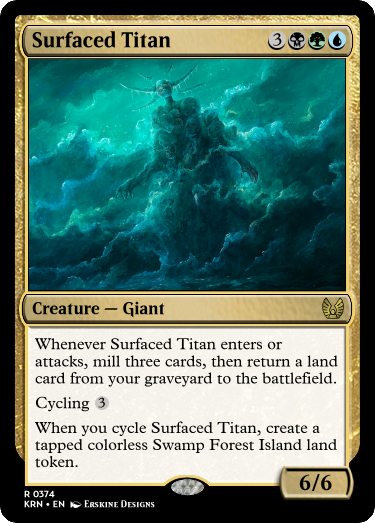 Surfaced Titan 3
Creature — Giant
Whenever Surfaced Titan enters or
attacks, mill three cards, then return a land
card from your graveyard to the battlefield.
Cycling 3
When you cycle Surfaced Titan, create a
tapped colorless Swamp Forest Island land
token.
6/6
R 0374
KRN • EN Erskine Designs